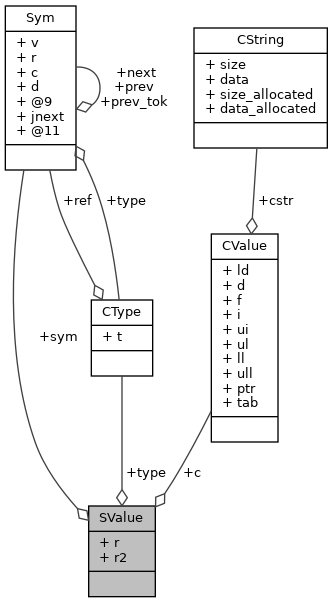 Sym
+ v
+ r
+ c
+ d
+ @9
+ jnext
+ @11
+next
+prev
+prev_tok
CString
+ size
+ data
+ size_allocated
+ data_allocated
+ref
+type
+cstr
CValue
+ ld
+ d
+ f
+ i
+ ui
+ ul
+ ll
+ ull
+ ptr
+ tab
CType
+ t
+sym
+type
+c
SValue
+ r
+ r2